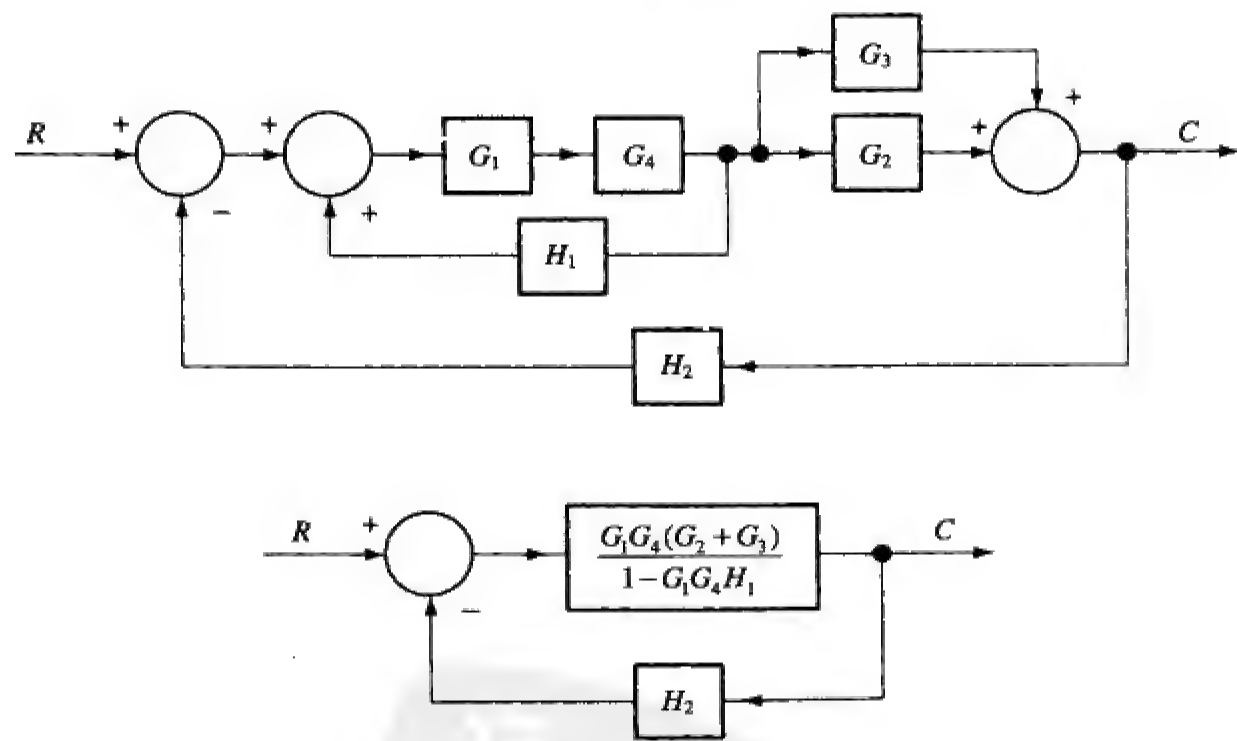 G₃
R + + G₁ G₄ + G₂ + C
− +
H₁
H₂
R + G₁G₄(G₂ + G₃) C
1 − G₁G₄H₁
−
H₂